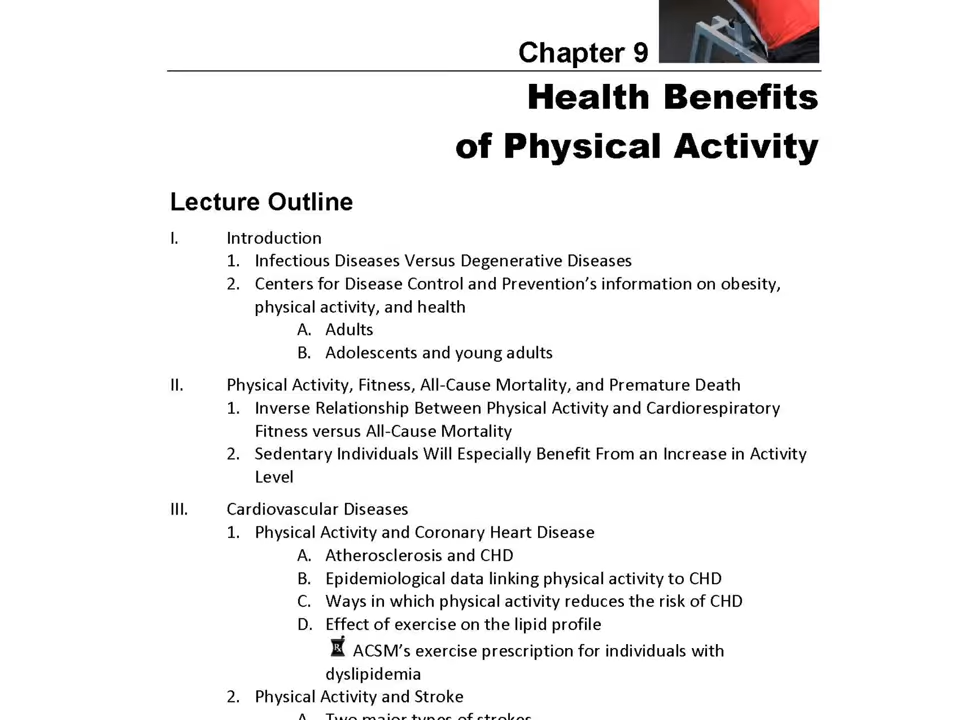 Chapter 9
Health Benefits
of Physical Activity
Lecture Outline
I. Introduction
1. Infectious Diseases Versus Degenerative Diseases
2. Centers for Disease Control and Prevention's information on obesity,
physical activity, and health
A. Adults
B. Adolescents and young adults
II. Physical Activity, Fitness, All-Cause Mortality, and Premature Death
1. Inverse Relationship Between Physical Activity and Cardiorespiratory
Fitness versus All-Cause Mortality
2. Sedentary Individuals Will Especially Benefit From an Increase in Activity
Level
III. Cardiovascular Diseases
1. Physical Activity and Coronary Heart Disease
A. Atherosclerosis and CHD
B. Epidemiological data linking physical activity to CHD
C. Ways in which physical activity reduces the risk of CHD
D. Effect of exercise on the lipid profile
ACSM's exercise prescription for individuals with
dyslipidemia
2. Physical Activity and Stroke
A. Two major types of strokes